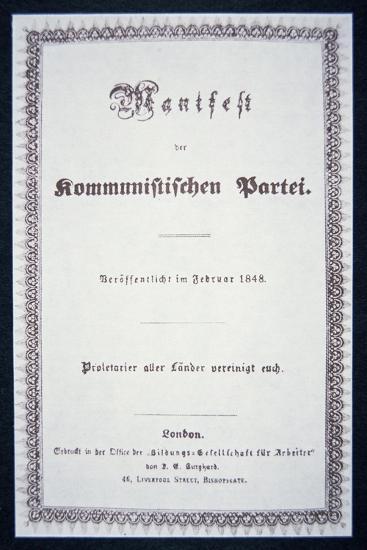 Manifest
der
Kommunistischen Partei.
Veröffentlicht im Februar 1848.
Proletarier aller Länder vereinigt euch.
London.
Gedruckt in der Office der „Bildungs=Gesellschaft für Arbeiter“
von J. E. Burghard.
46, Liverpool Street, Bishopsgate.